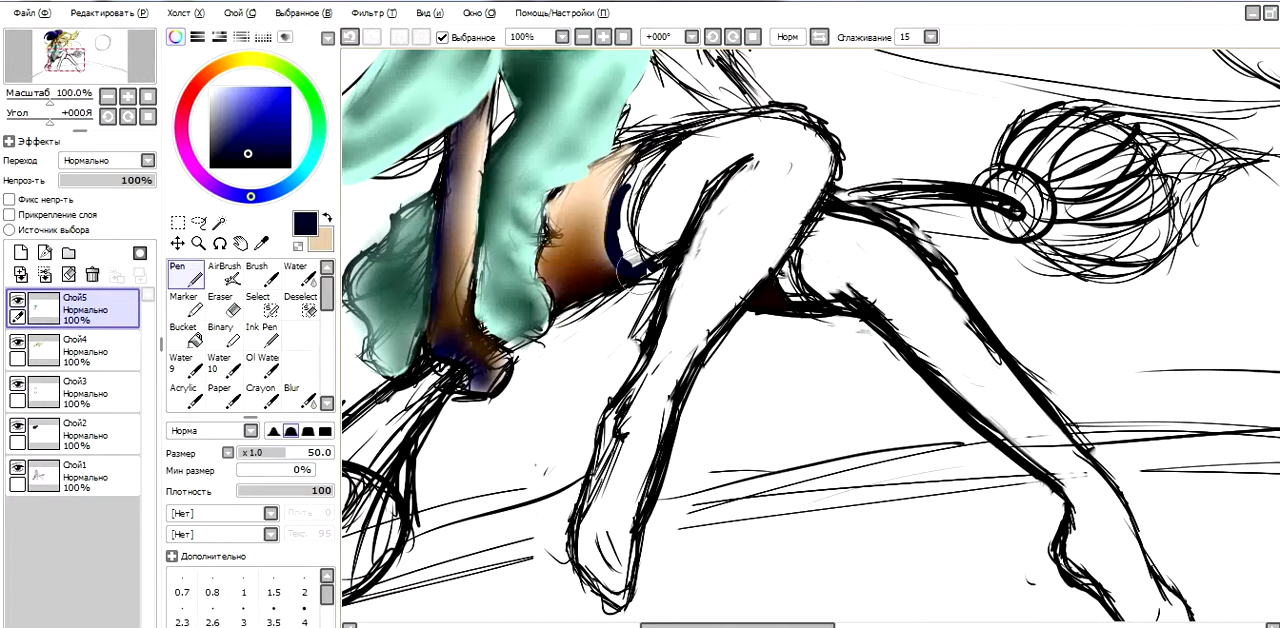 Файл (Ф) Редактировать (Р) Холст (X) Слой (С) Выбранное (В) Фильтр (T) Вид (и) Окно (O) Помощь/Настройки (П)
Выбранное 100% +000° Норм Сглаживание 15
Масштаб 100.0%
Угол +000Я
Эффекты
Переход Нормально
Непроз-ть 100%
Фикс непр-ть
Прикрепление слоя
Источник выбора
Слой5
Нормально
100%
Слой4
Нормально
100%
Слой3
Нормально
100%
Слой2
Нормально
100%
Слой1
Нормально
100%
Pen AirBrush Brush Water
Marker Eraser Select Deselect
Bucket Binary Ink Pen
Water 9 Water 10 Ol Wate
Acrylic Paper Crayon Blur
Норма
Размер x 1.0 50.0
Мин размер 0%
Плотность 100
[Нет] Пл-ть 0
[Нет] Текс. 95
Дополнительно
0.7 0.8 1 1.5 2
2.3 2.6 3 3.5 4